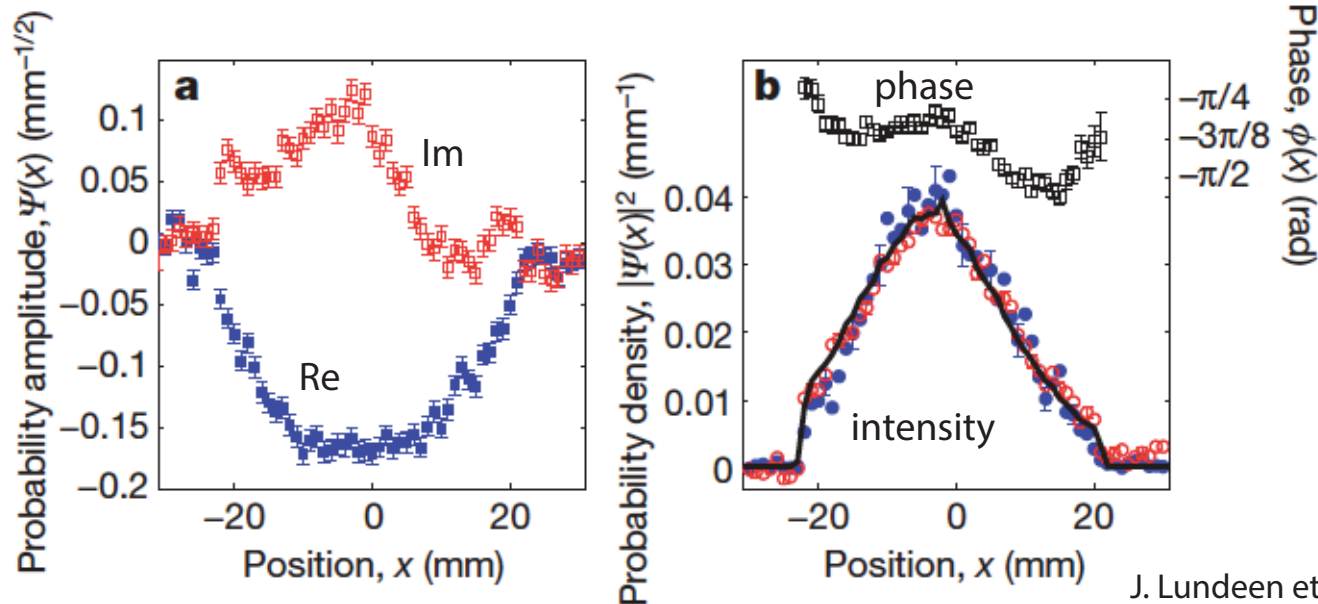 a
Probability amplitude, Ψ(x) (mm⁻¹/²)
0.1
0.05
0
−0.05
−0.1
−0.15
−0.2
Im
Re
−20 0 20
Position, x (mm)
b
Probability density, |Ψ(x)|² (mm⁻¹)
0.04
0.03
0.02
0.01
0
phase
intensity
−π/4
−3π/8
−π/2
Phase, ϕ(x) (rad)
−20 0 20
Position, x (mm)
J. Lundeen et